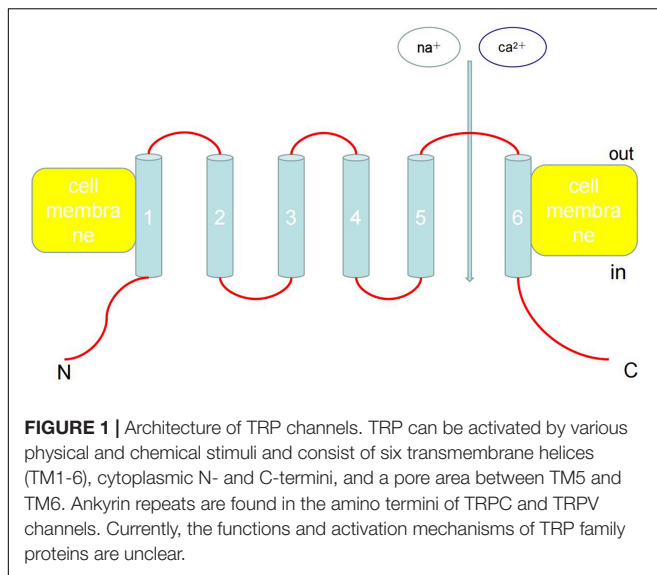 na+ ca2+
out
cell
membra
ne
1 2 3 4 5 6
cell
membra
ne
in
N
C
FIGURE 1 | Architecture of TRP channels. TRP can be activated by various
physical and chemical stimuli and consist of six transmembrane helices
(TM1-6), cytoplasmic N- and C-termini, and a pore area between TM5 and
TM6. Ankyrin repeats are found in the amino termini of TRPC and TRPV
channels. Currently, the functions and activation mechanisms of TRP family
proteins are unclear.